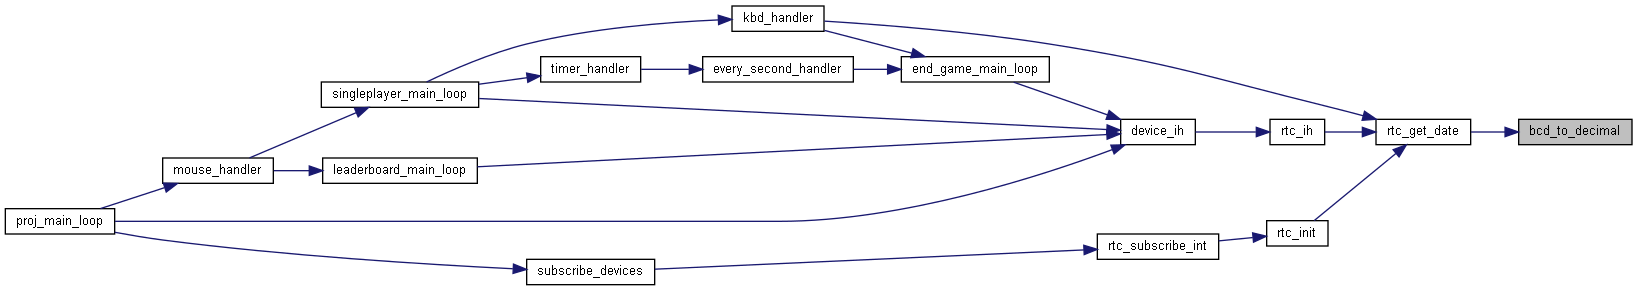 kbd_handler
timer_handler
every_second_handler
end_game_main_loop
singleplayer_main_loop
device_ih
rtc_ih
rtc_get_date
bcd_to_decimal
mouse_handler
leaderboard_main_loop
proj_main_loop
rtc_init
rtc_subscribe_int
subscribe_devices